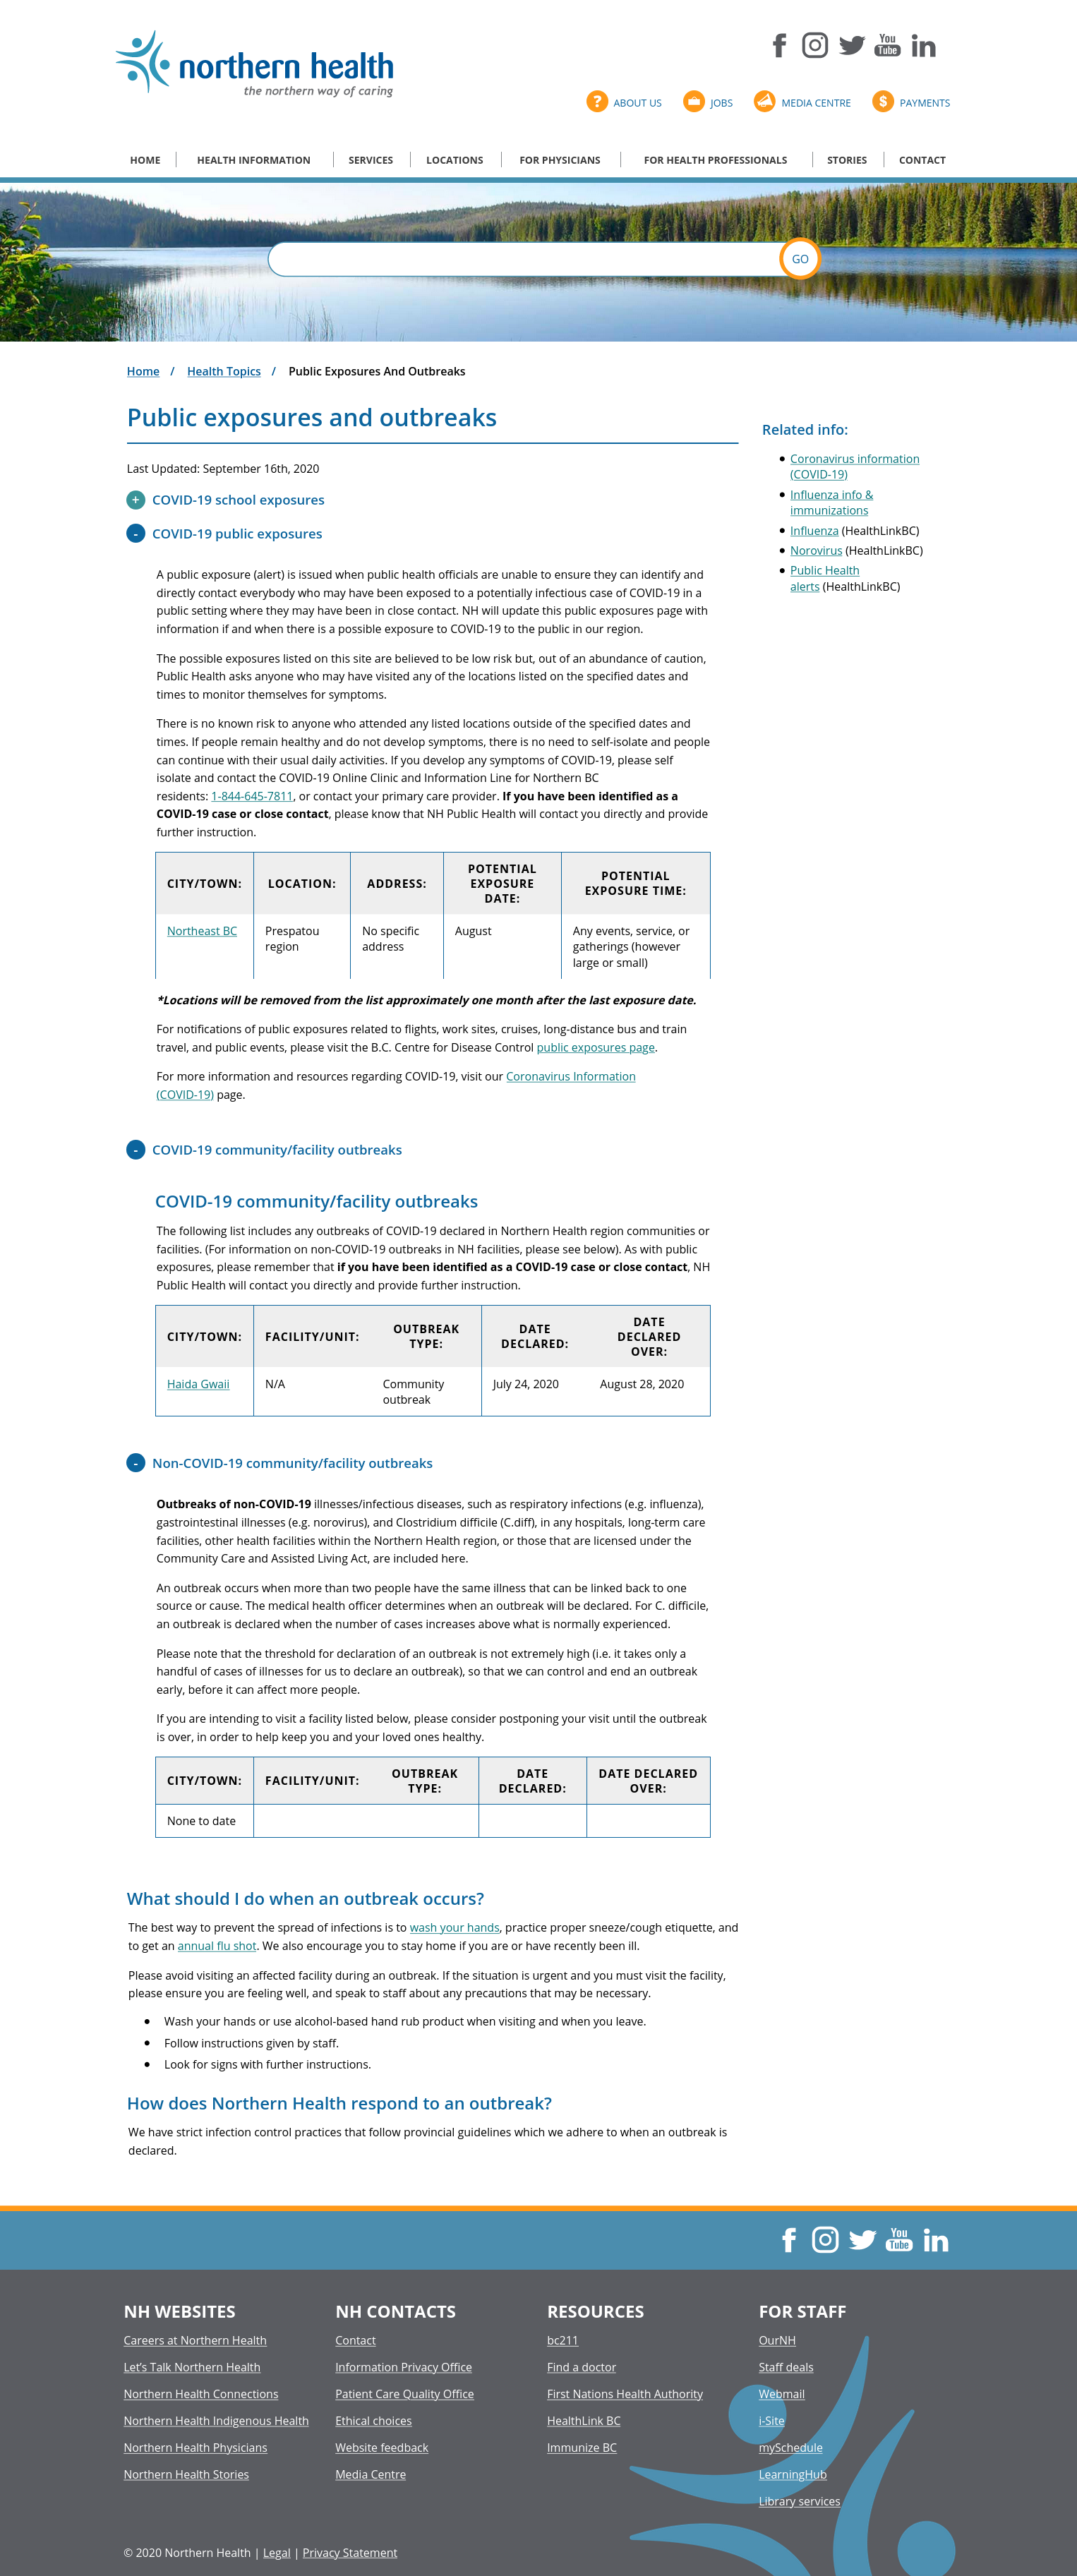 northern health
the northern way of caring
You
Tube
ABOUT US
JOBS
MEDIA CENTRE
PAYMENTS
HOME
HEALTH INFORMATION
SERVICES
LOCATIONS
FOR PHYSICIANS
FOR HEALTH PROFESSIONALS
STORIES
CONTACT
GO
Home / Health Topics / Public Exposures And Outbreaks
Public exposures and outbreaks
Last Updated: September 16th, 2020
+ COVID-19 school exposures
- COVID-19 public exposures
A public exposure (alert) is issued when public health officials are unable to ensure they can identify and
directly contact everybody who may have been exposed to a potentially infectious case of COVID-19 in a
public setting where they may have been in close contact. NH will update this public exposures page with
information if and when there is a possible exposure to COVID-19 to the public in our region.
The possible exposures listed on this site are believed to be low risk but, out of an abundance of caution,
Public Health asks anyone who may have visited any of the locations listed on the specified dates and
times to monitor themselves for symptoms.
There is no known risk to anyone who attended any listed locations outside of the specified dates and
times. If people remain healthy and do not develop symptoms, there is no need to self-isolate and people
can continue with their usual daily activities. If you develop any symptoms of COVID-19, please self
isolate and contact the COVID-19 Online Clinic and Information Line for Northern BC
residents: 1-844-645-7811, or contact your primary care provider. If you have been identified as a
COVID-19 case or close contact, please know that NH Public Health will contact you directly and provide
further instruction.
CITY/TOWN:
LOCATION:
ADDRESS:
POTENTIAL
EXPOSURE
DATE:
POTENTIAL
EXPOSURE TIME:
Northeast BC
Prespatou
region
No specific
address
August
Any events, service, or
gatherings (however
large or small)
*Locations will be removed from the list approximately one month after the last exposure date.
For notifications of public exposures related to flights, work sites, cruises, long-distance bus and train
travel, and public events, please visit the B.C. Centre for Disease Control public exposures page.
For more information and resources regarding COVID-19, visit our Coronavirus Information
(COVID-19) page.
- COVID-19 community/facility outbreaks
COVID-19 community/facility outbreaks
The following list includes any outbreaks of COVID-19 declared in Northern Health region communities or
facilities. (For information on non-COVID-19 outbreaks in NH facilities, please see below). As with public
exposures, please remember that if you have been identified as a COVID-19 case or close contact, NH
Public Health will contact you directly and provide further instruction.
CITY/TOWN:
FACILITY/UNIT:
OUTBREAK
TYPE:
DATE
DECLARED:
DATE
DECLARED
OVER:
Haida Gwaii
N/A
Community
outbreak
July 24, 2020
August 28, 2020
- Non-COVID-19 community/facility outbreaks
Outbreaks of non-COVID-19 illnesses/infectious diseases, such as respiratory infections (e.g. influenza),
gastrointestinal illnesses (e.g. norovirus), and Clostridium difficile (C.diff), in any hospitals, long-term care
facilities, other health facilities within the Northern Health region, or those that are licensed under the
Community Care and Assisted Living Act, are included here.
An outbreak occurs when more than two people have the same illness that can be linked back to one
source or cause. The medical health officer determines when an outbreak will be declared. For C. difficile,
an outbreak is declared when the number of cases increases above what is normally experienced.
Please note that the threshold for declaration of an outbreak is not extremely high (i.e. it takes only a
handful of cases of illnesses for us to declare an outbreak), so that we can control and end an outbreak
early, before it can affect more people.
If you are intending to visit a facility listed below, please consider postponing your visit until the outbreak
is over, in order to help keep you and your loved ones healthy.
CITY/TOWN:
FACILITY/UNIT:
OUTBREAK
TYPE:
DATE
DECLARED:
DATE DECLARED
OVER:
None to date
What should I do when an outbreak occurs?
The best way to prevent the spread of infections is to wash your hands, practice proper sneeze/cough etiquette, and
to get an annual flu shot. We also encourage you to stay home if you are or have recently been ill.
Please avoid visiting an affected facility during an outbreak. If the situation is urgent and you must visit the facility,
please ensure you are feeling well, and speak to staff about any precautions that may be necessary.
Wash your hands or use alcohol-based hand rub product when visiting and when you leave.
Follow instructions given by staff.
Look for signs with further instructions.
How does Northern Health respond to an outbreak?
We have strict infection control practices that follow provincial guidelines which we adhere to when an outbreak is
declared.
Related info:
Coronavirus information
(COVID-19)
Influenza info &
immunizations
Influenza (HealthLinkBC)
Norovirus (HealthLinkBC)
Public Health
alerts (HealthLinkBC)
You
Tube
NH WEBSITES
Careers at Northern Health
Let's Talk Northern Health
Northern Health Connections
Northern Health Indigenous Health
Northern Health Physicians
Northern Health Stories
NH CONTACTS
Contact
Information Privacy Office
Patient Care Quality Office
Ethical choices
Website feedback
Media Centre
RESOURCES
bc211
Find a doctor
First Nations Health Authority
HealthLink BC
Immunize BC
FOR STAFF
OurNH
Staff deals
Webmail
i-Site
mySchedule
LearningHub
Library services
© 2020 Northern Health | Legal | Privacy Statement